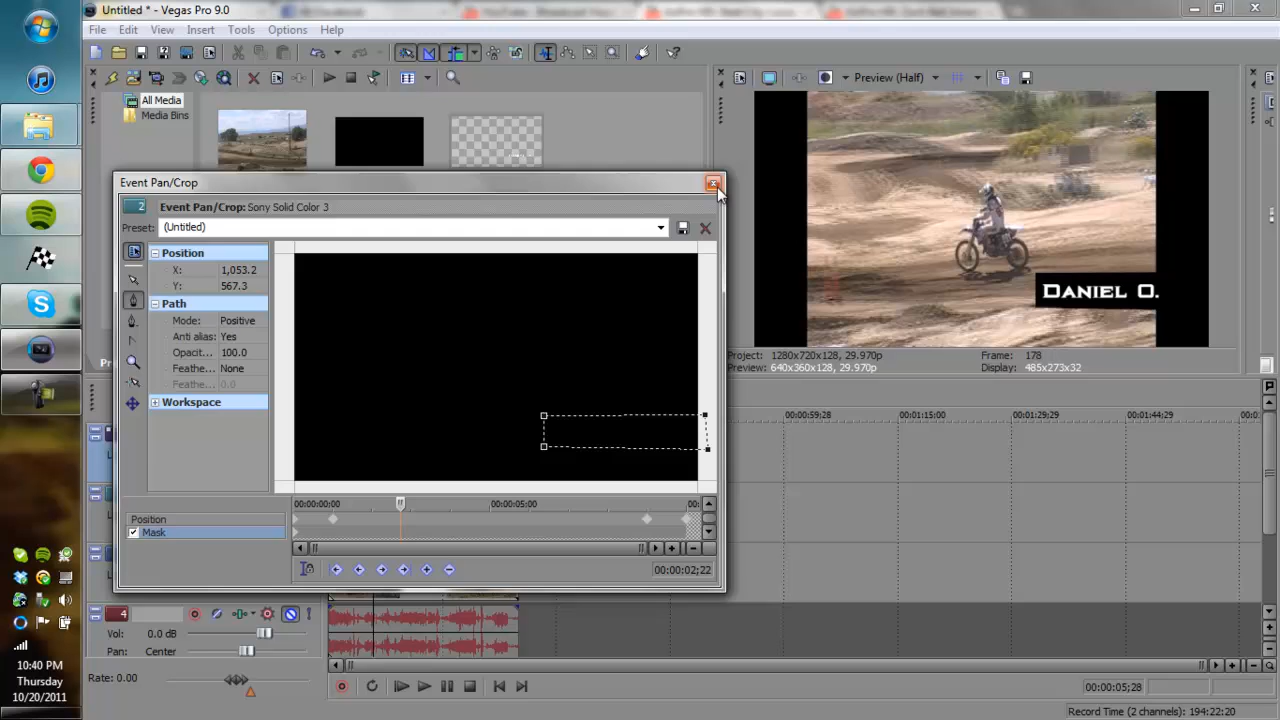 Untitled * - Vegas Pro 9.0
File Edit View Insert Tools Options Help
All Media
Media Bins
Preview (Half)
Event Pan/Crop
2
Event Pan/Crop: Sony Solid Color 3
Preset: (Untitled)
Position
X: 1,053.2
Y: 567.3
Path
Mode: Positive
Anti alias: Yes
Opacit... 100.0
Feathe... None
Feathe... 0.0
Workspace
DANIEL O.
Project: 1280x720x128, 29.970p
Frame: 178
Preview: 640x360x128, 29.970p
Display: 485x273x32
00:00:59;28
00:01:15;00
00:01:29;29
00:01:44;29
00:00:00;00
00:00:05;00
00:
Position
Mask
00:00:02;22
4
Vol: 0.0 dB
Pan: Center
Rate: 0.00
00:00:05;28
Record Time (2 channels): 194:22:20
10:40 PM
Thursday
10/20/2011